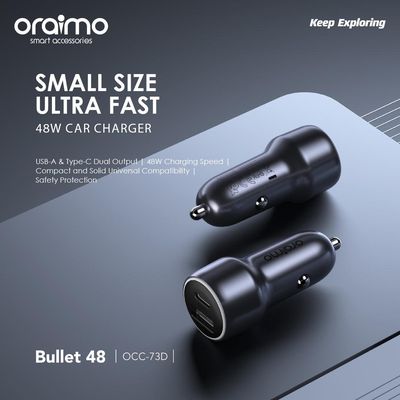 oraimo
smart accessories
Keep Exploring
SMALL SIZE
ULTRA FAST
48W CAR CHARGER
USB-A & Type-C Dual Output | 48W Charging Speed |
Compact and Solid Universal Compatibility |
Safety Protection
oraimo
Bullet 48 | OCC-73D |